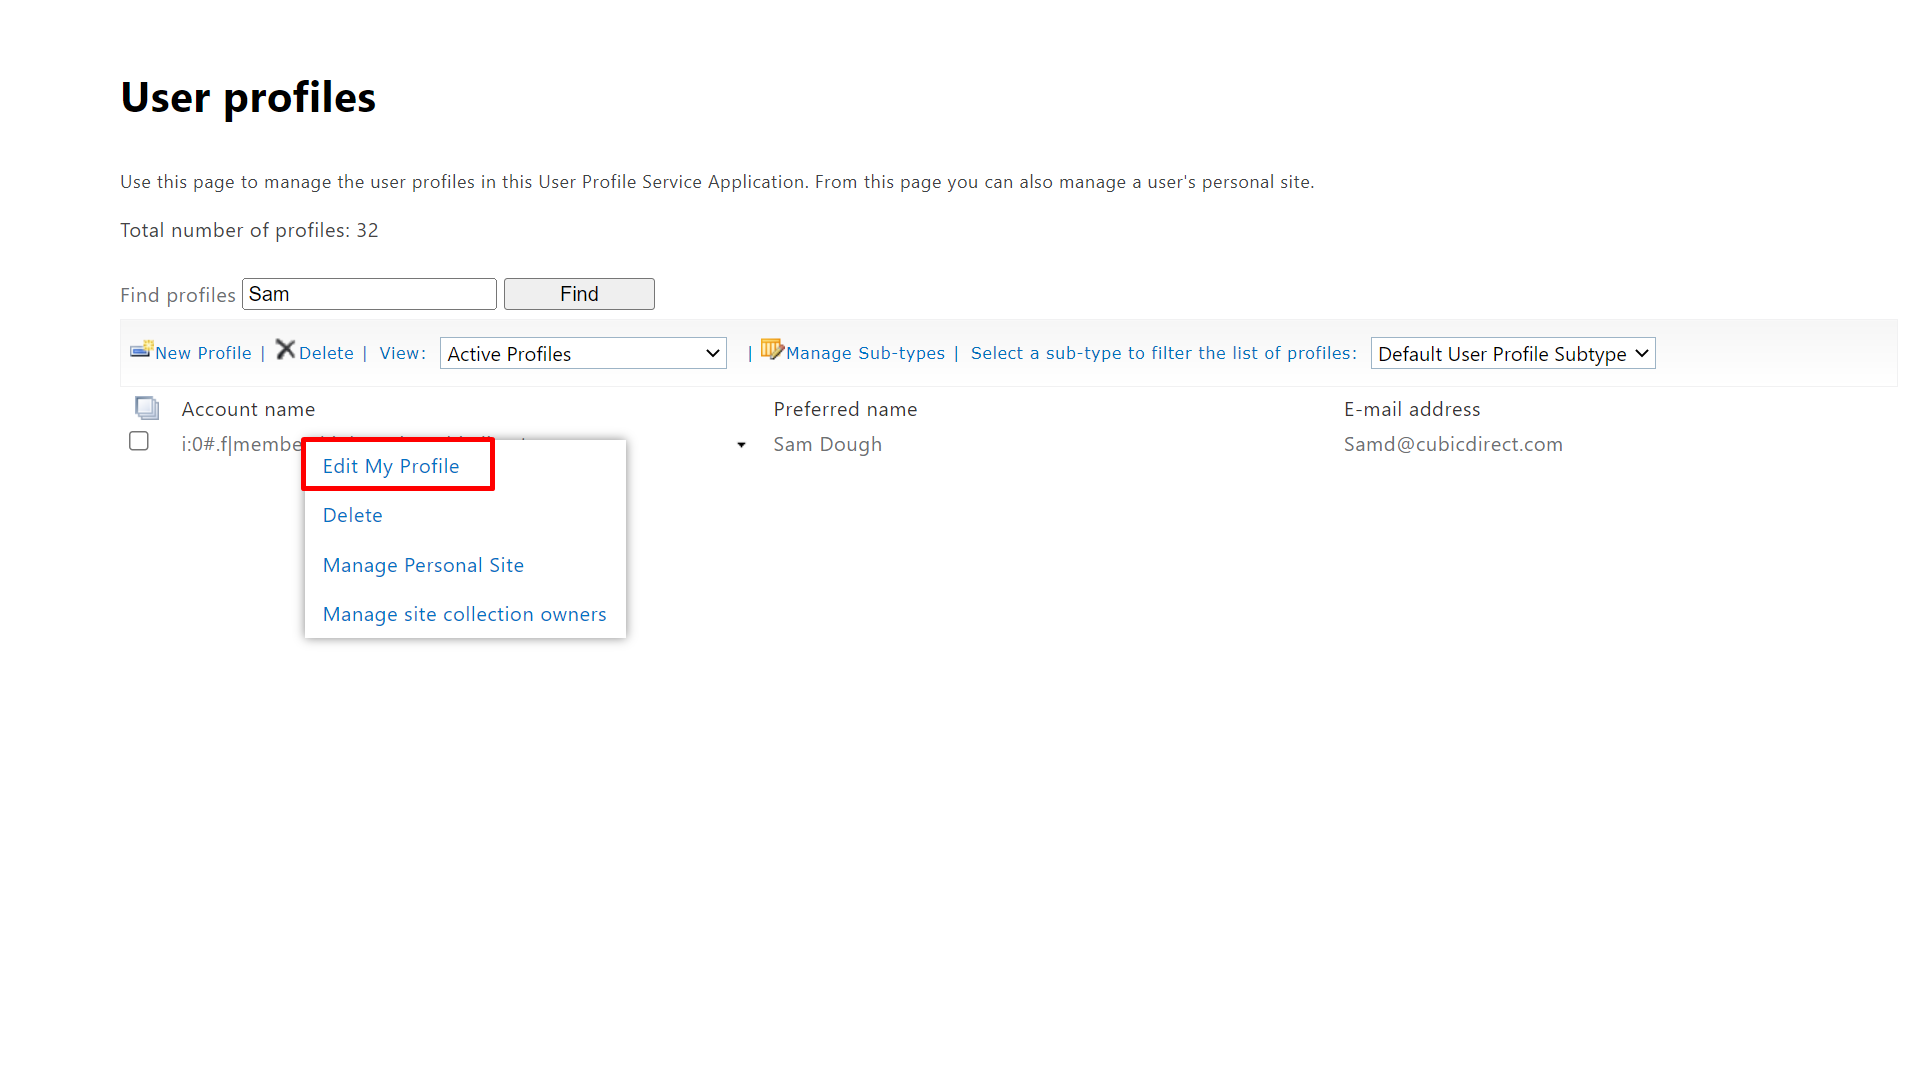 User profiles
Use this page to manage the user profiles in this User Profile Service Application. From this page you can also manage a user's personal site.
Total number of profiles: 32
Find profiles Sam Find
New Profile | Delete | View: Active Profiles | Manage Sub-types | Select a sub-type to filter the list of profiles: Default User Profile Subtype
Account name Preferred name E-mail address
i:0#.f|membe Sam Dough Samd@cubicdirect.com
Edit My Profile
Delete
Manage Personal Site
Manage site collection owners